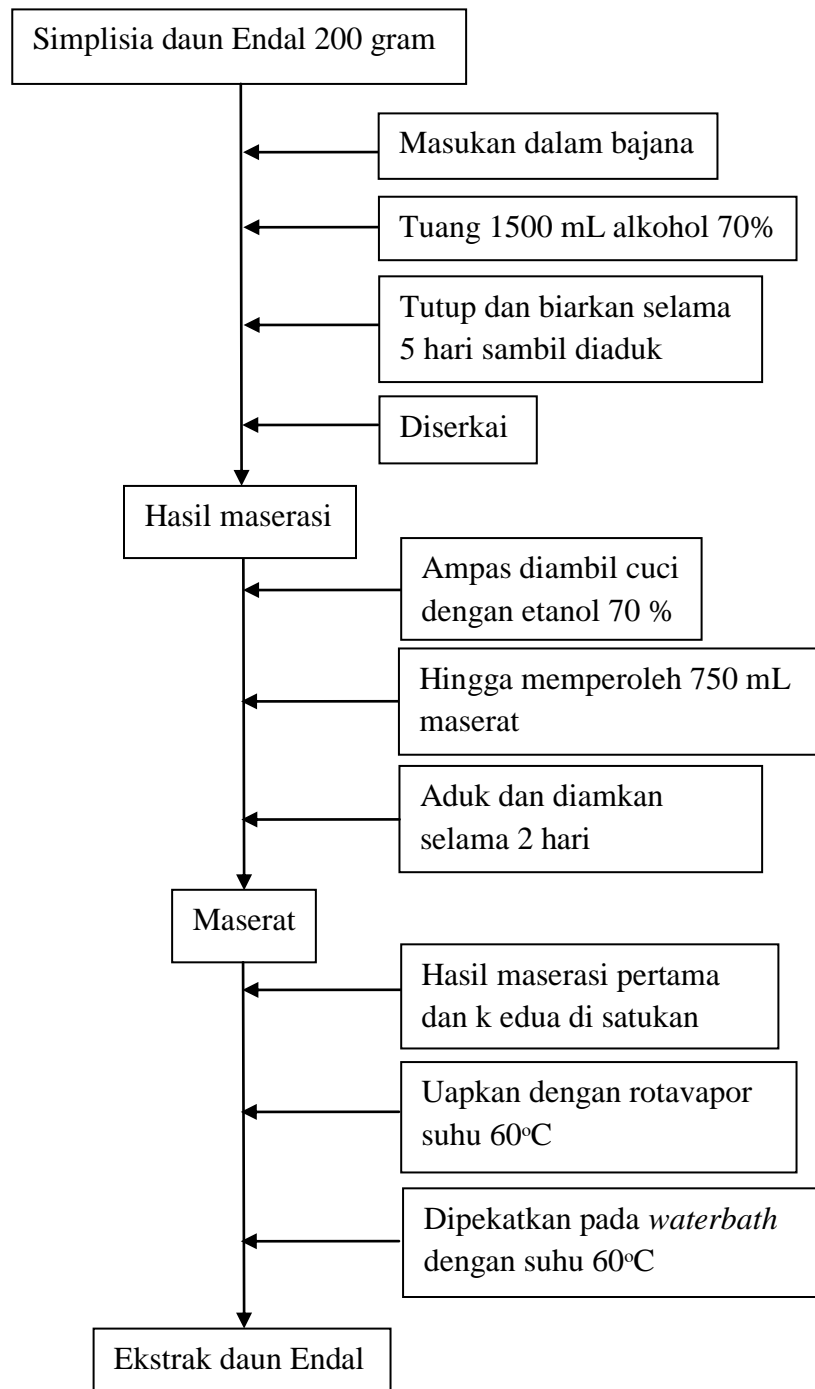 Simplisia daun Endal 200 gram
Masukan dalam bajana
Tuang 1500 mL alkohol 70%
Tutup dan biarkan selama
5 hari sambil diaduk
Diserkai
Hasil maserasi
Ampas diambil cuci
dengan etanol 70 %
Hingga memperoleh 750 mL
maserat
Aduk dan diamkan
selama 2 hari
Maserat
Hasil maserasi pertama
dan k edua di satukan
Uapkan dengan rotavapor
suhu 60°C
Dipekatkan pada waterbath
dengan suhu 60°C
Ekstrak daun Endal